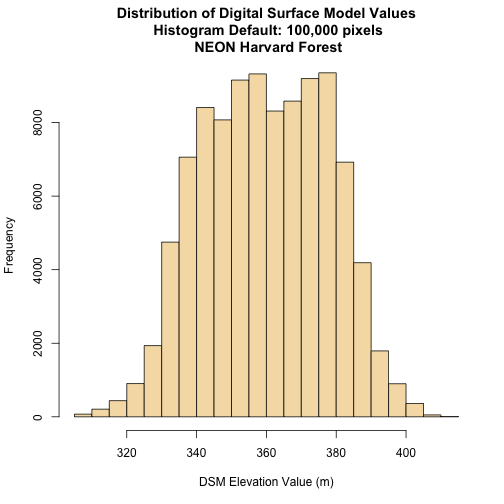 Distribution of Digital Surface Model Values
Histogram Default: 100,000 pixels
NEON Harvard Forest
8000
6000
4000
2000
0
Frequency
320 340 360 380 400
DSM Elevation Value (m)